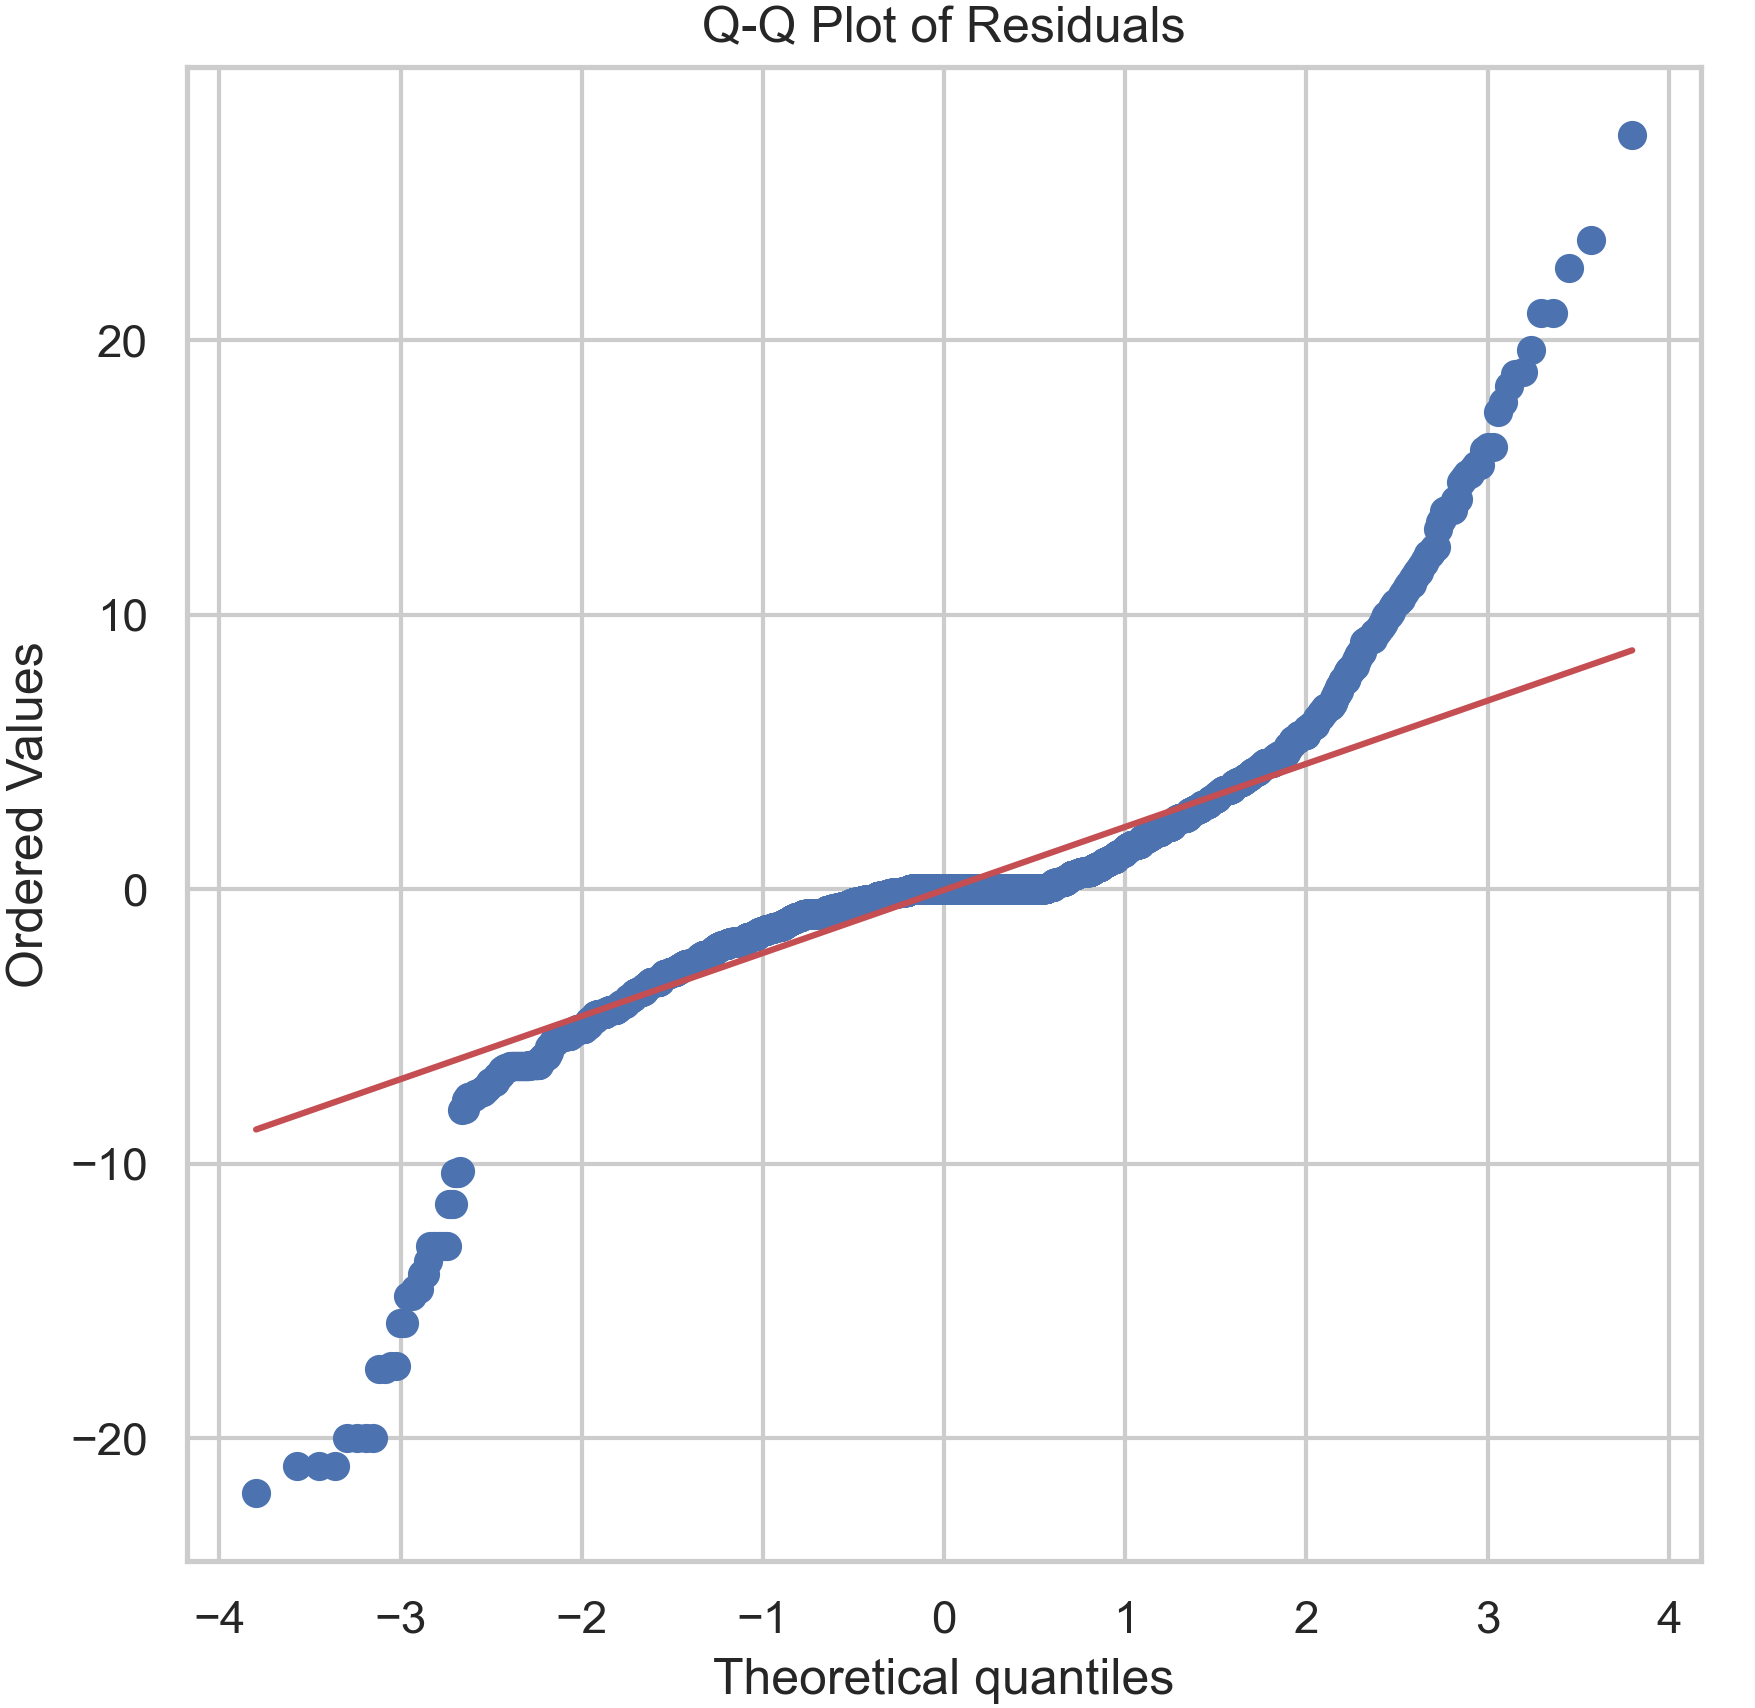 Q-Q Plot of Residuals
Ordered Values
20
10
0
−10
−20
−4 −3 −2 −1 0 1 2 3 4
Theoretical quantiles